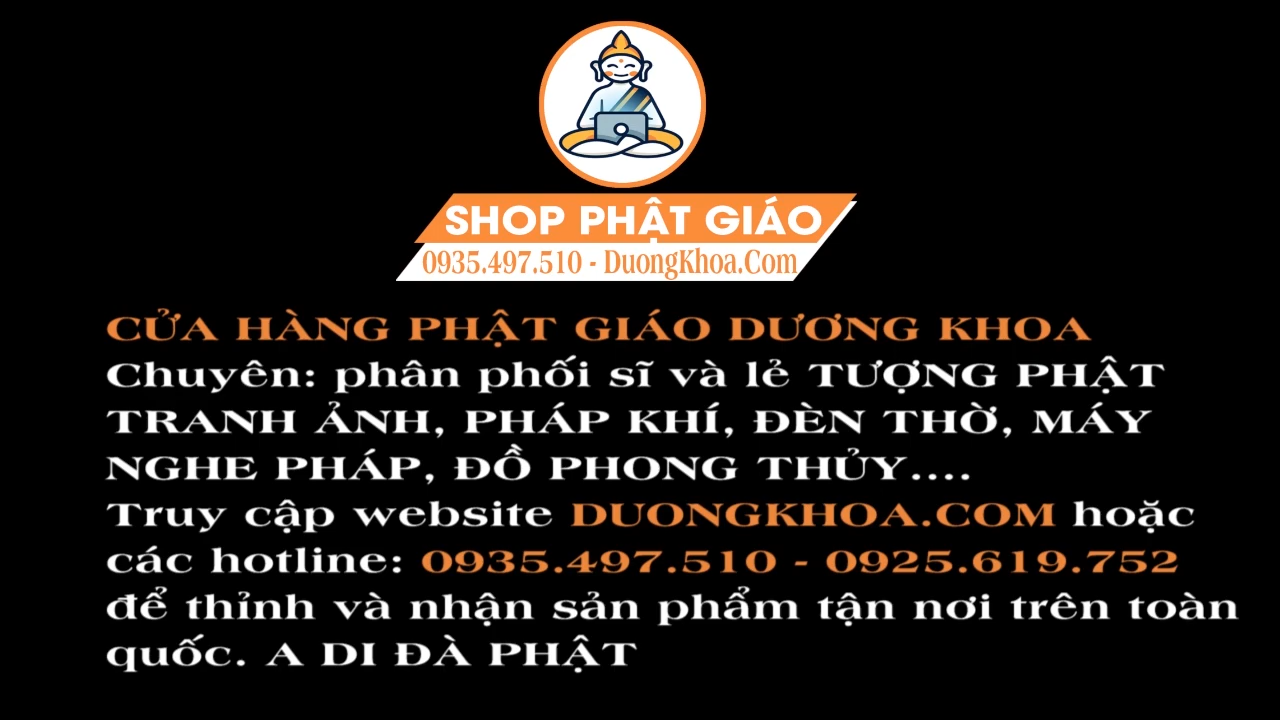 SHOP PHẬT GIÁO
0935.497.510 - DuongKhoa.Com
CỬA HÀNG PHẬT GIÁO DƯƠNG KHOA
Chuyên: phân phối sĩ và lẻ TƯỢNG PHẬT
TRANH ẢNH, PHÁP KHÍ, ĐÈN THỜ, MÁY
NGHE PHÁP, ĐỒ PHONG THỦY....
Truy cập website DUONGKHOA.COM hoặc
các hotline: 0935.497.510 - 0925.619.752
để thỉnh và nhận sản phẩm tận nơi trên toàn
quốc. A DI ĐÀ PHẬT